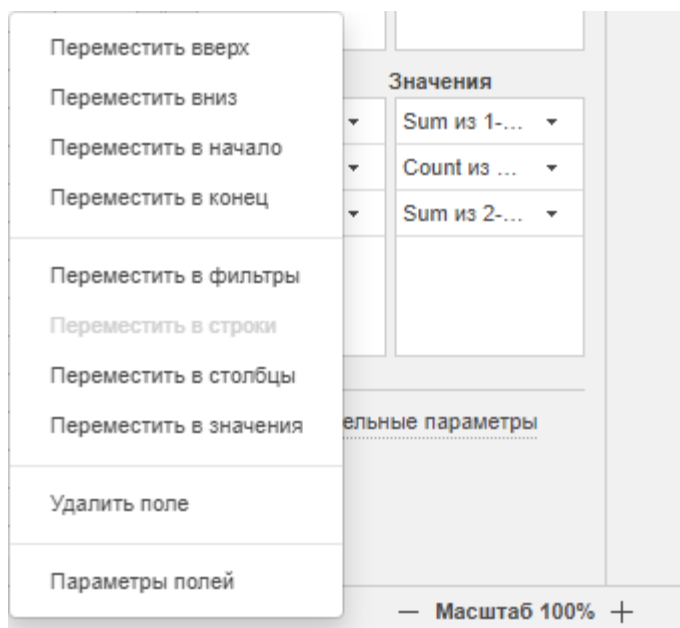 Переместить вверх
Переместить вниз
Переместить в начало
Переместить в конец
Переместить в фильтры
Переместить в строки
Переместить в столбцы
Переместить в значения
Удалить поле
Параметры полей
Значения
Sum из 1-...
Count из ...
Sum из 2-...
ельные параметры
— Масштаб 100% +